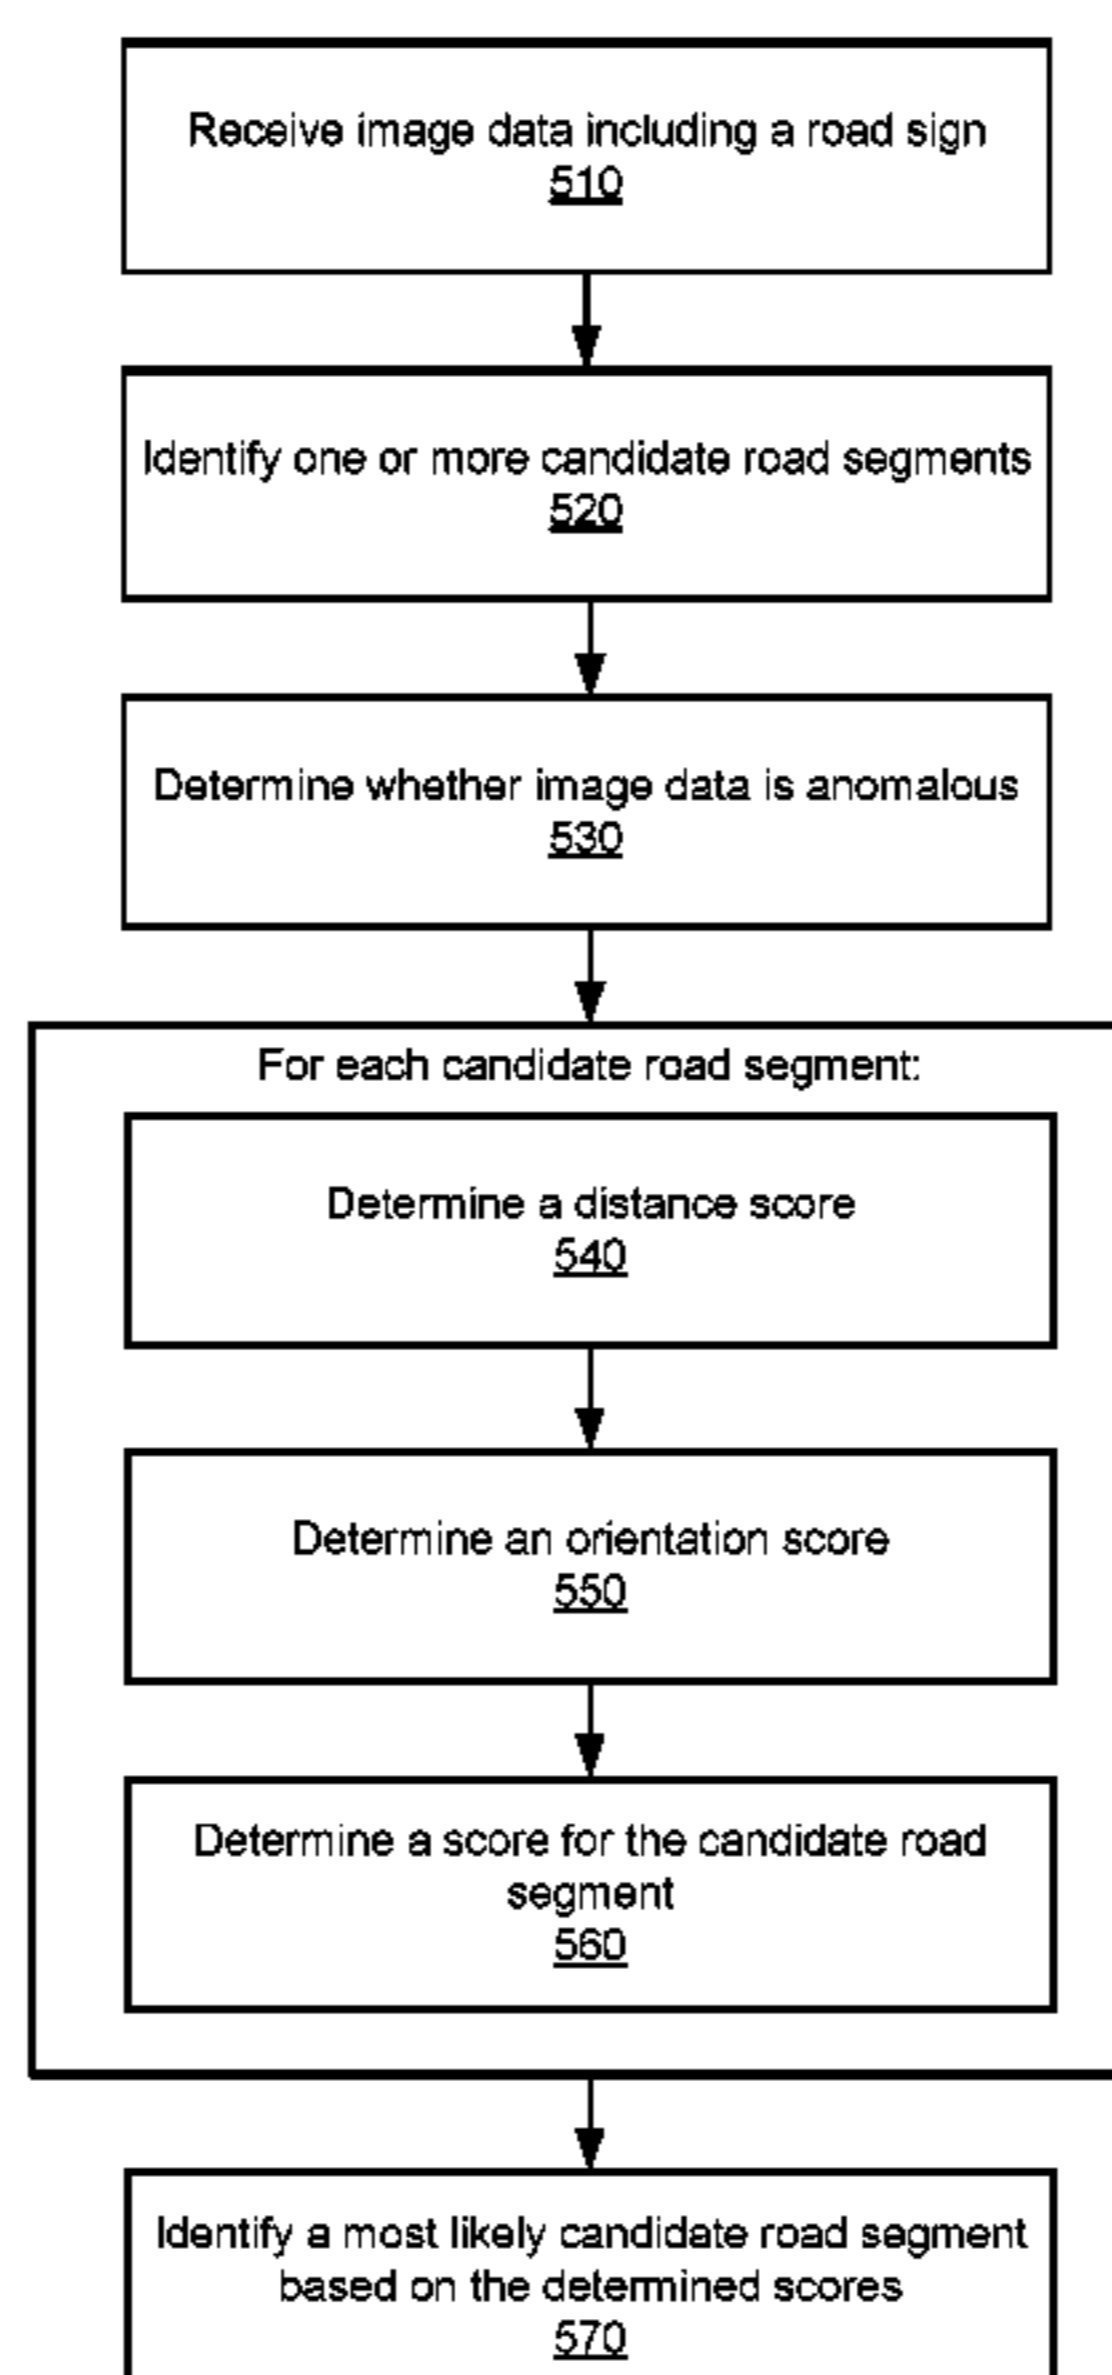 Receive image data including a road sign
510
Identify one or more candidate road segments
520
Determine whether image data is anomalous
530
For each candidate road segment:
Determine a distance score
540
Determine an orientation score
550
Determine a score for the candidate road
segment
560
Identify a most likely candidate road segment
based on the determined scores
570